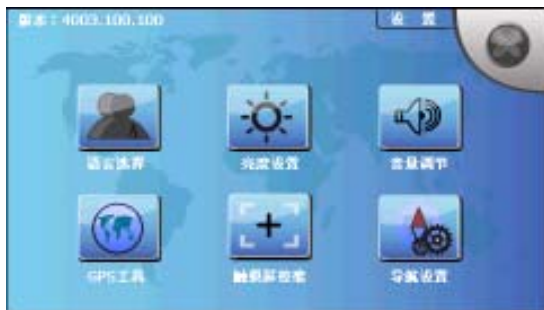 版本：4003.100.100
设 置
语言选择
亮度设置
音量调节
GPS工具
触摸屏校准
导航设置